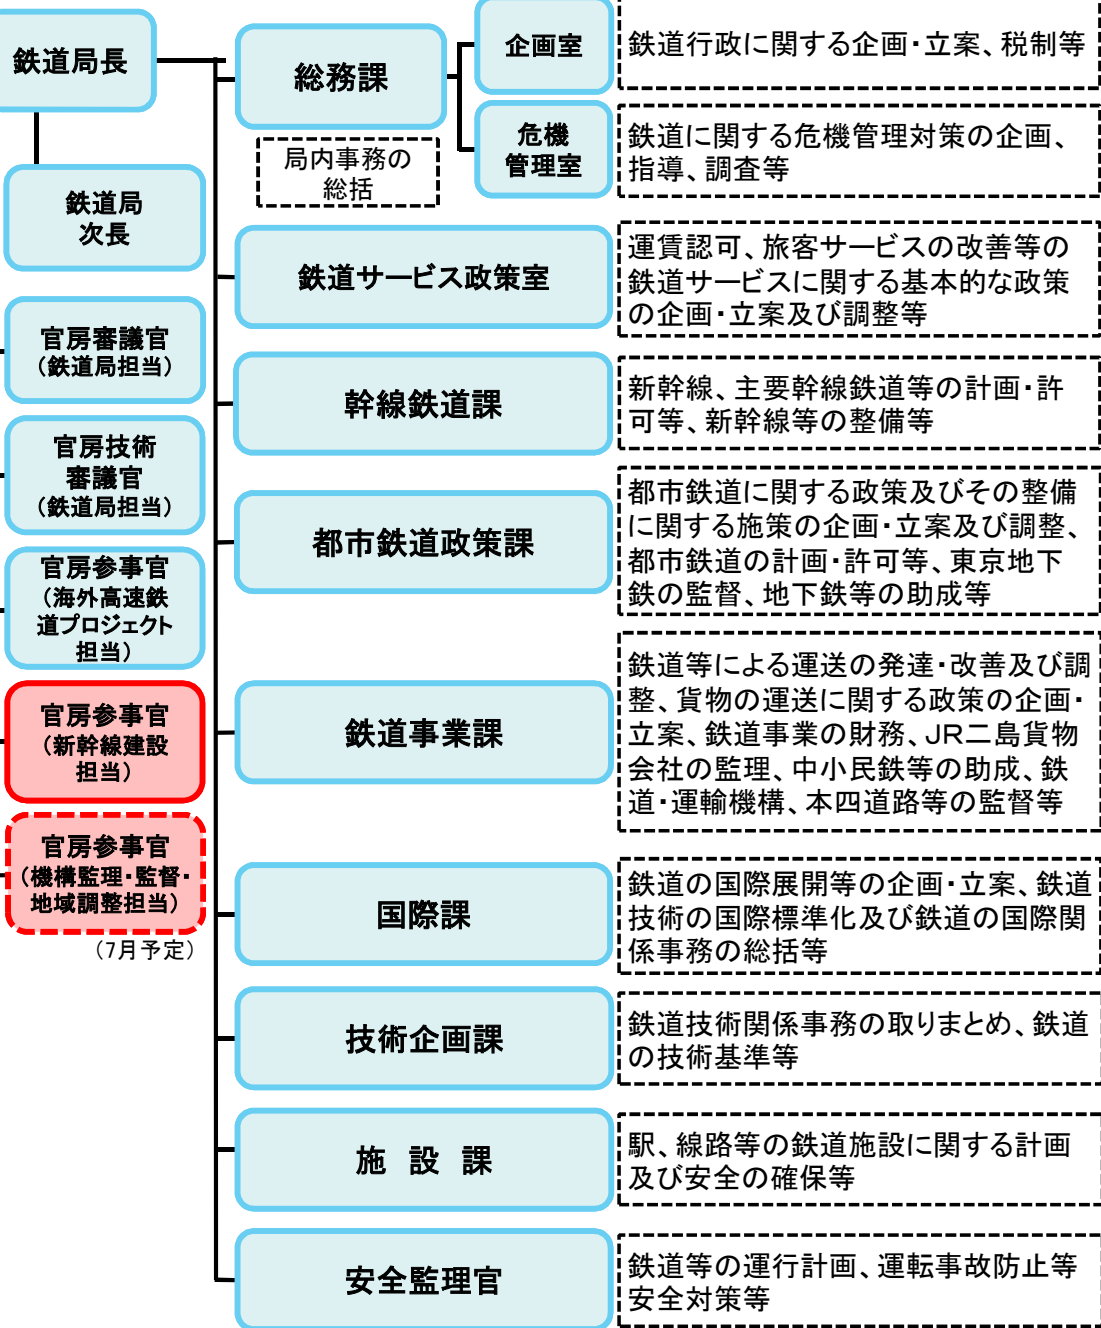 鉄道局長
鉄道局
次長
官房審議官
（鉄道局担当）
官房技術
審議官
（鉄道局担当）
官房参事官
（海外高速鉄
道プロジェクト
担当）
官房参事官
（新幹線建設
担当）
官房参事官
（機構監理・監督・
地域調整担当）
（7月予定）
総務課
局内事務の
総括
企画室
鉄道行政に関する企画・立案、税制等
危機
管理室
鉄道に関する危機管理対策の企画、
指導、調査等
鉄道サービス政策室
運賃認可、旅客サービスの改善等の
鉄道サービスに関する基本的な政策
の企画・立案及び調整等
幹線鉄道課
新幹線、主要幹線鉄道等の計画・許
可等、新幹線等の整備等
都市鉄道政策課
都市鉄道に関する政策及びその整備
に関する施策の企画・立案及び調整、
都市鉄道の計画・許可等、東京地下
鉄の監督、地下鉄等の助成等
鉄道事業課
鉄道等による運送の発達・改善及び調
整、貨物の運送に関する政策の企画・
立案、鉄道事業の財務、JR二島貨物
会社の監理、中小民鉄等の助成、鉄
道・運輸機構、本四道路等の監督等
国際課
鉄道の国際展開等の企画・立案、鉄道
技術の国際標準化及び鉄道の国際関
係事務の総括等
技術企画課
鉄道技術関係事務の取りまとめ、鉄道
の技術基準等
施 設 課
駅、線路等の鉄道施設に関する計画
及び安全の確保等
安全監理官
鉄道等の運行計画、運転事故防止等
安全対策等